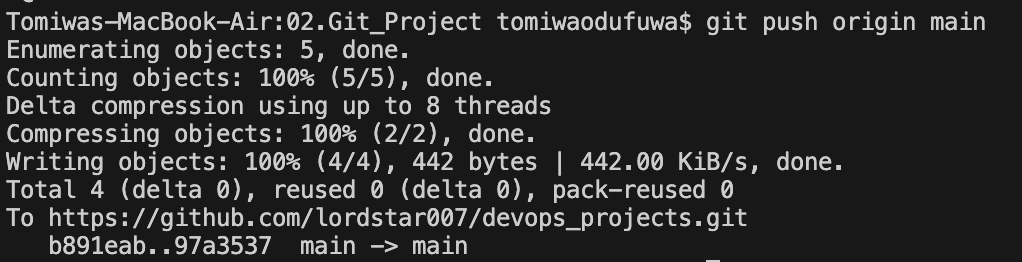 Tomiwas-MacBook-Air:02.Git_Project tomiwaodufuwa$ git push origin main
Enumerating objects: 5, done.
Counting objects: 100% (5/5), done.
Delta compression using up to 8 threads
Compressing objects: 100% (2/2), done.
Writing objects: 100% (4/4), 442 bytes | 442.00 KiB/s, done.
Total 4 (delta 0), reused 0 (delta 0), pack-reused 0
To https://github.com/lordstar007/devops_projects.git
   b891eab..97a3537  main -> main